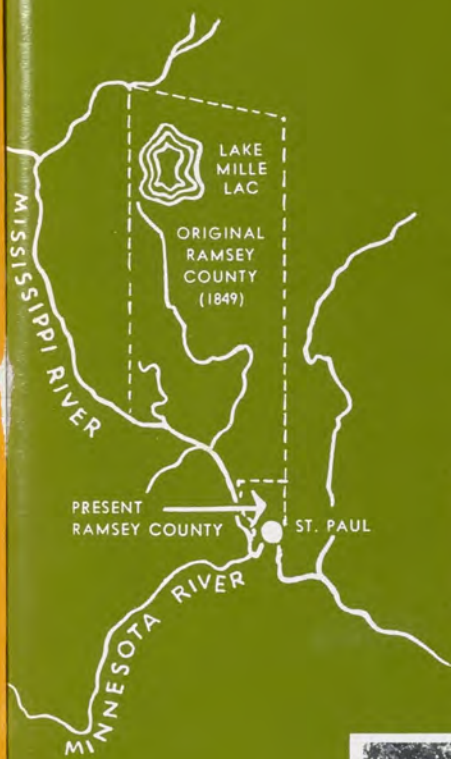 LAKE
MILLE
LAC
ORIGINAL
RAMSEY
COUNTY
(1849)
MISSISSIPPI RIVER
PRESENT
RAMSEY COUNTY
ST. PAUL
MINNESOTA RIVER